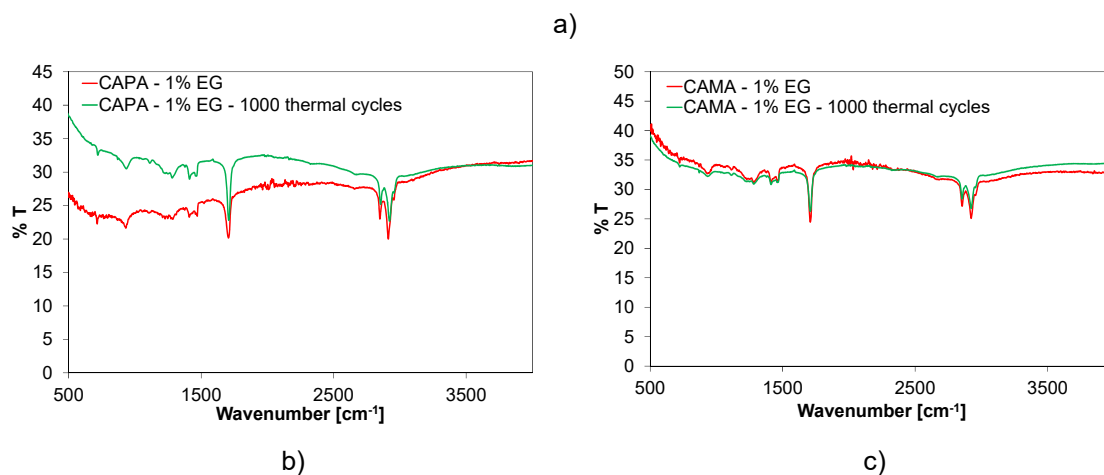 a)
45
40
35
30
25
20
15
10
5
0
% T
CAPA - 1% EG
CAPA - 1% EG - 1000 thermal cycles
500
1500
2500
3500
Wavenumber [cm-1]
b)
50
45
40
35
30
25
20
15
10
5
0
% T
CAMA - 1% EG
CAMA - 1% EG - 1000 thermal cycles
500
1500
2500
3500
Wavenumber [cm-1]
c)